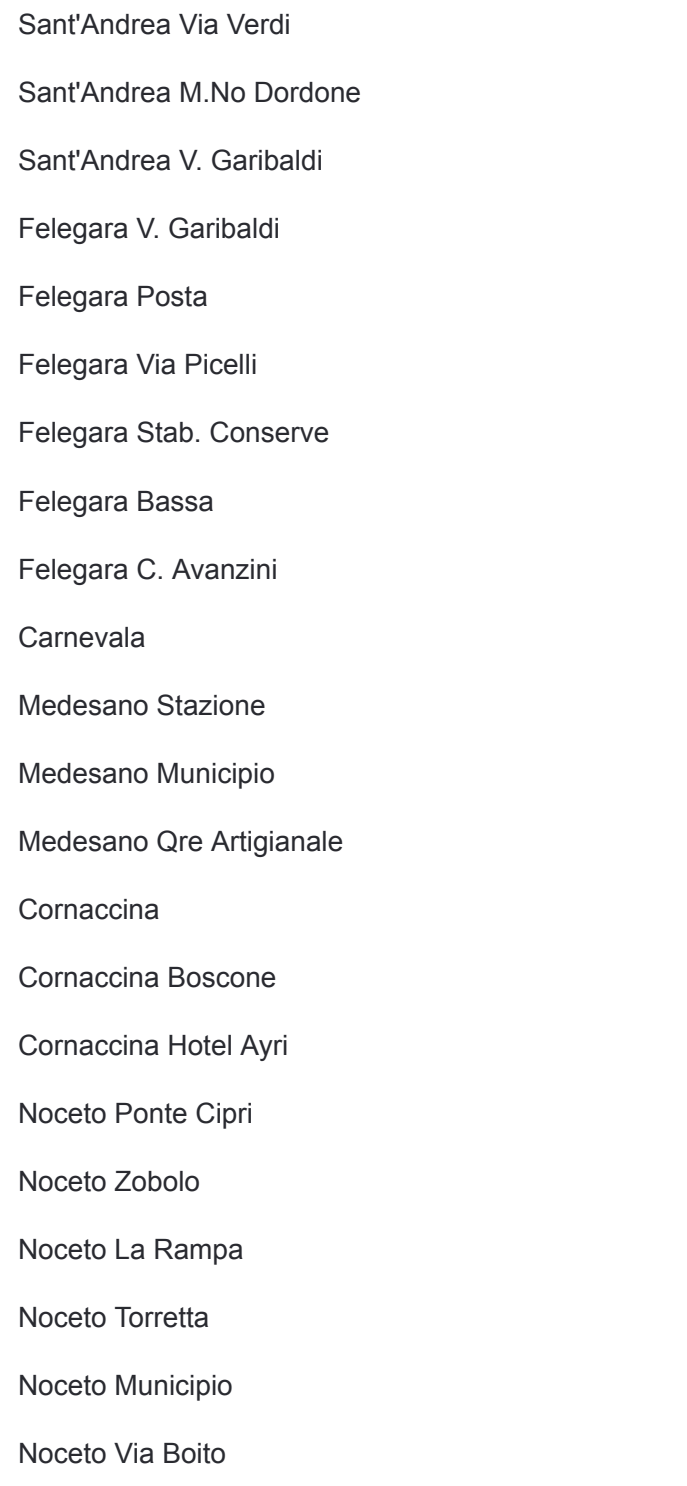 Sant'Andrea Via Verdi
Sant'Andrea M.No Dordone
Sant'Andrea V. Garibaldi
Felegara V. Garibaldi
Felegara Posta
Felegara Via Picelli
Felegara Stab. Conserve
Felegara Bassa
Felegara C. Avanzini
Carnevala
Medesano Stazione
Medesano Municipio
Medesano Qre Artigianale
Cornaccina
Cornaccina Boscone
Cornaccina Hotel Ayri
Noceto Ponte Cipri
Noceto Zobolo
Noceto La Rampa
Noceto Torretta
Noceto Municipio
Noceto Via Boito